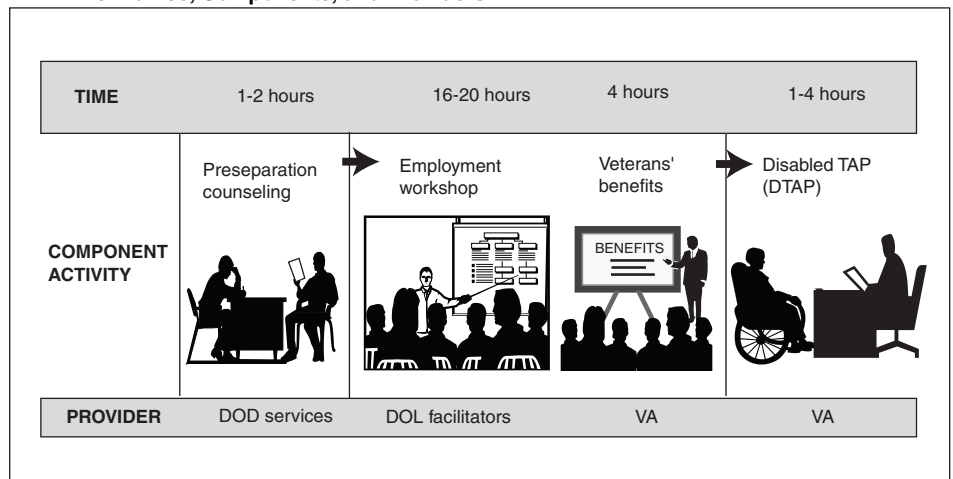 TIME 1-2 hours 16-20 hours 4 hours 1-4 hours
Preseparation counseling
Employment workshop
Veterans' benefits
Disabled TAP (DTAP)
COMPONENT ACTIVITY
BENEFITS
PROVIDER DOD services DOL facilitators VA VA